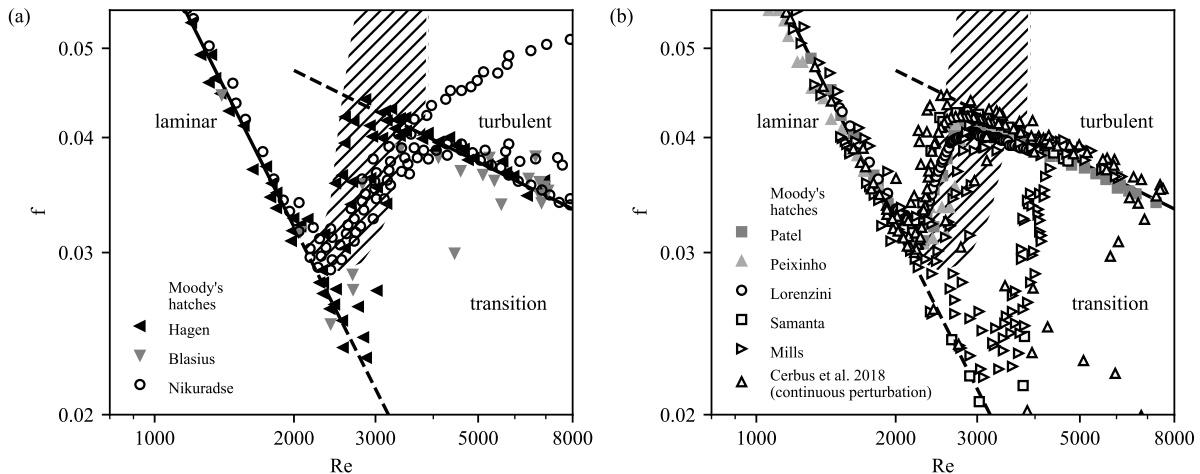 (a)
0.05
0.04
0.03
0.02
f
laminar
turbulent
transition
Moody's
hatches
Hagen
Blasius
Nikuradse
1000
2000
3000
5000
8000
Re
(b)
0.05
0.04
0.03
0.02
f
laminar
turbulent
transition
Moody's
hatches
Patel
Peixinho
Lorenzini
Samanta
Mills
Cerbus et al. 2018
(continuous perturbation)
1000
2000
3000
5000
8000
Re